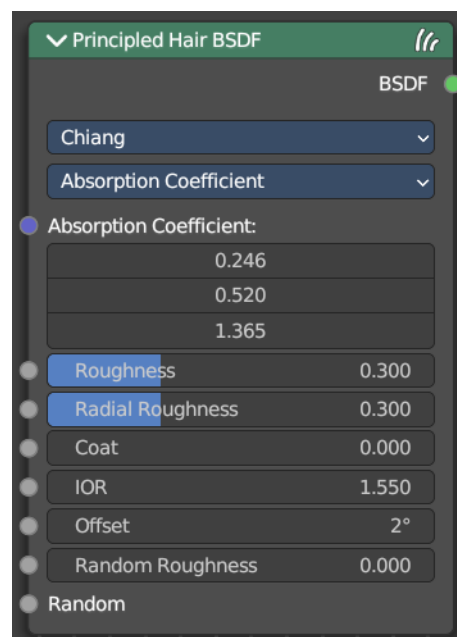 Principled Hair BSDF
BSDF
Chiang
Absorption Coefficient
Absorption Coefficient:
0.246
0.520
1.365
Roughness 0.300
Radial Roughness 0.300
Coat 0.000
IOR 1.550
Offset 2°
Random Roughness 0.000
Random